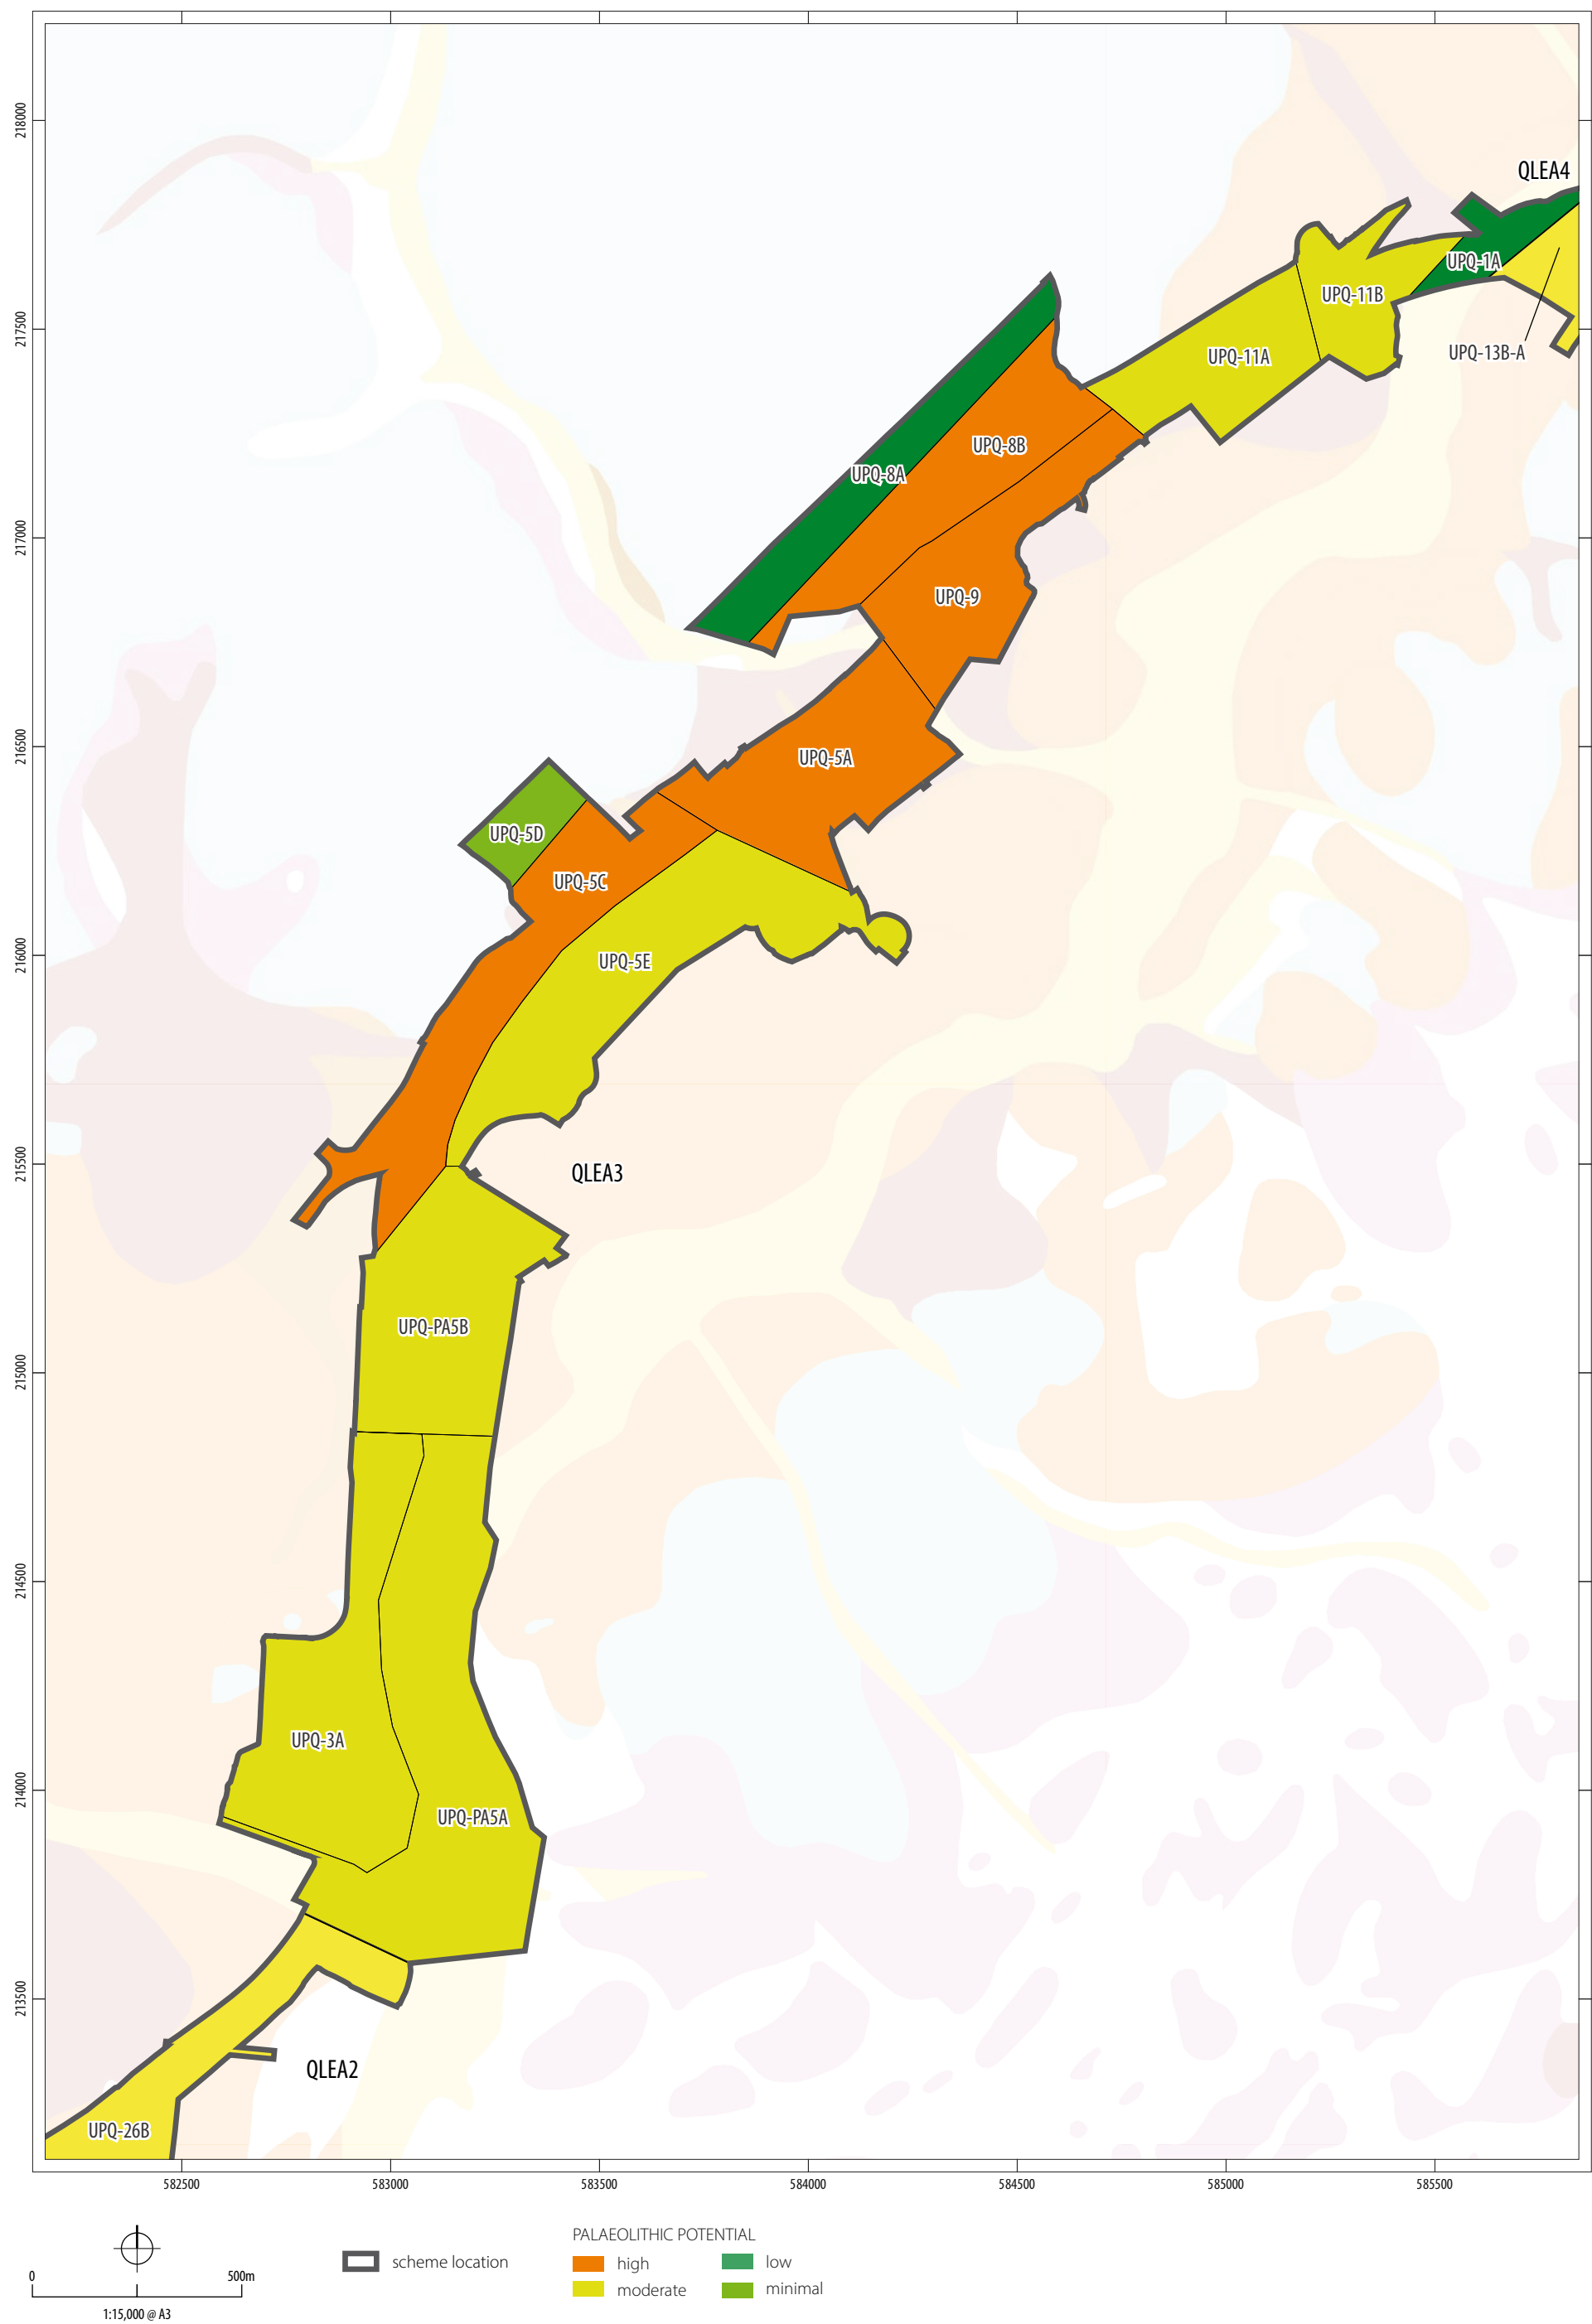 QLEA4
UPQ-1A
UPQ-11B
UPQ-13B-A
UPQ-11A
UPQ-8B
UPQ-8A
UPQ-9
UPQ-5A
UPQ-5D
UPQ-5C
UPQ-5E
QLEA3
UPQ-PA5B
UPQ-3A
UPQ-PA5A
QLEA2
UPQ-26B
218000
217500
217000
216500
216000
215500
215000
214500
214000
213500
582500 583000 583500 584000 584500 585000 585500
PALAEOLITHIC POTENTIAL
scheme location
high
low
moderate
minimal
0 500m
1:15,000 @ A3